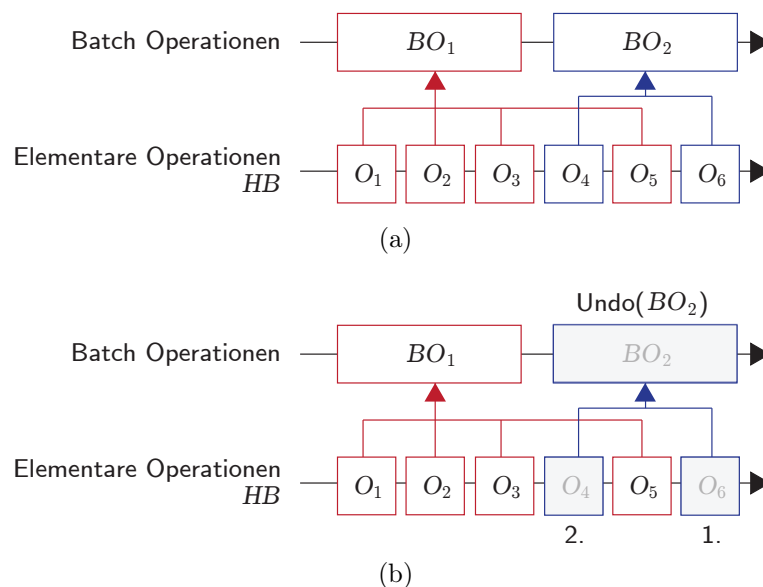 Batch Operationen BO₁ BO₂
Elementare Operationen
HB O₁ O₂ O₃ O₄ O₅ O₆
(a)
Undo(BO₂)
Batch Operationen BO₁ BO₂
Elementare Operationen
HB O₁ O₂ O₃ O₄ O₅ O₆
2. 1.
(b)